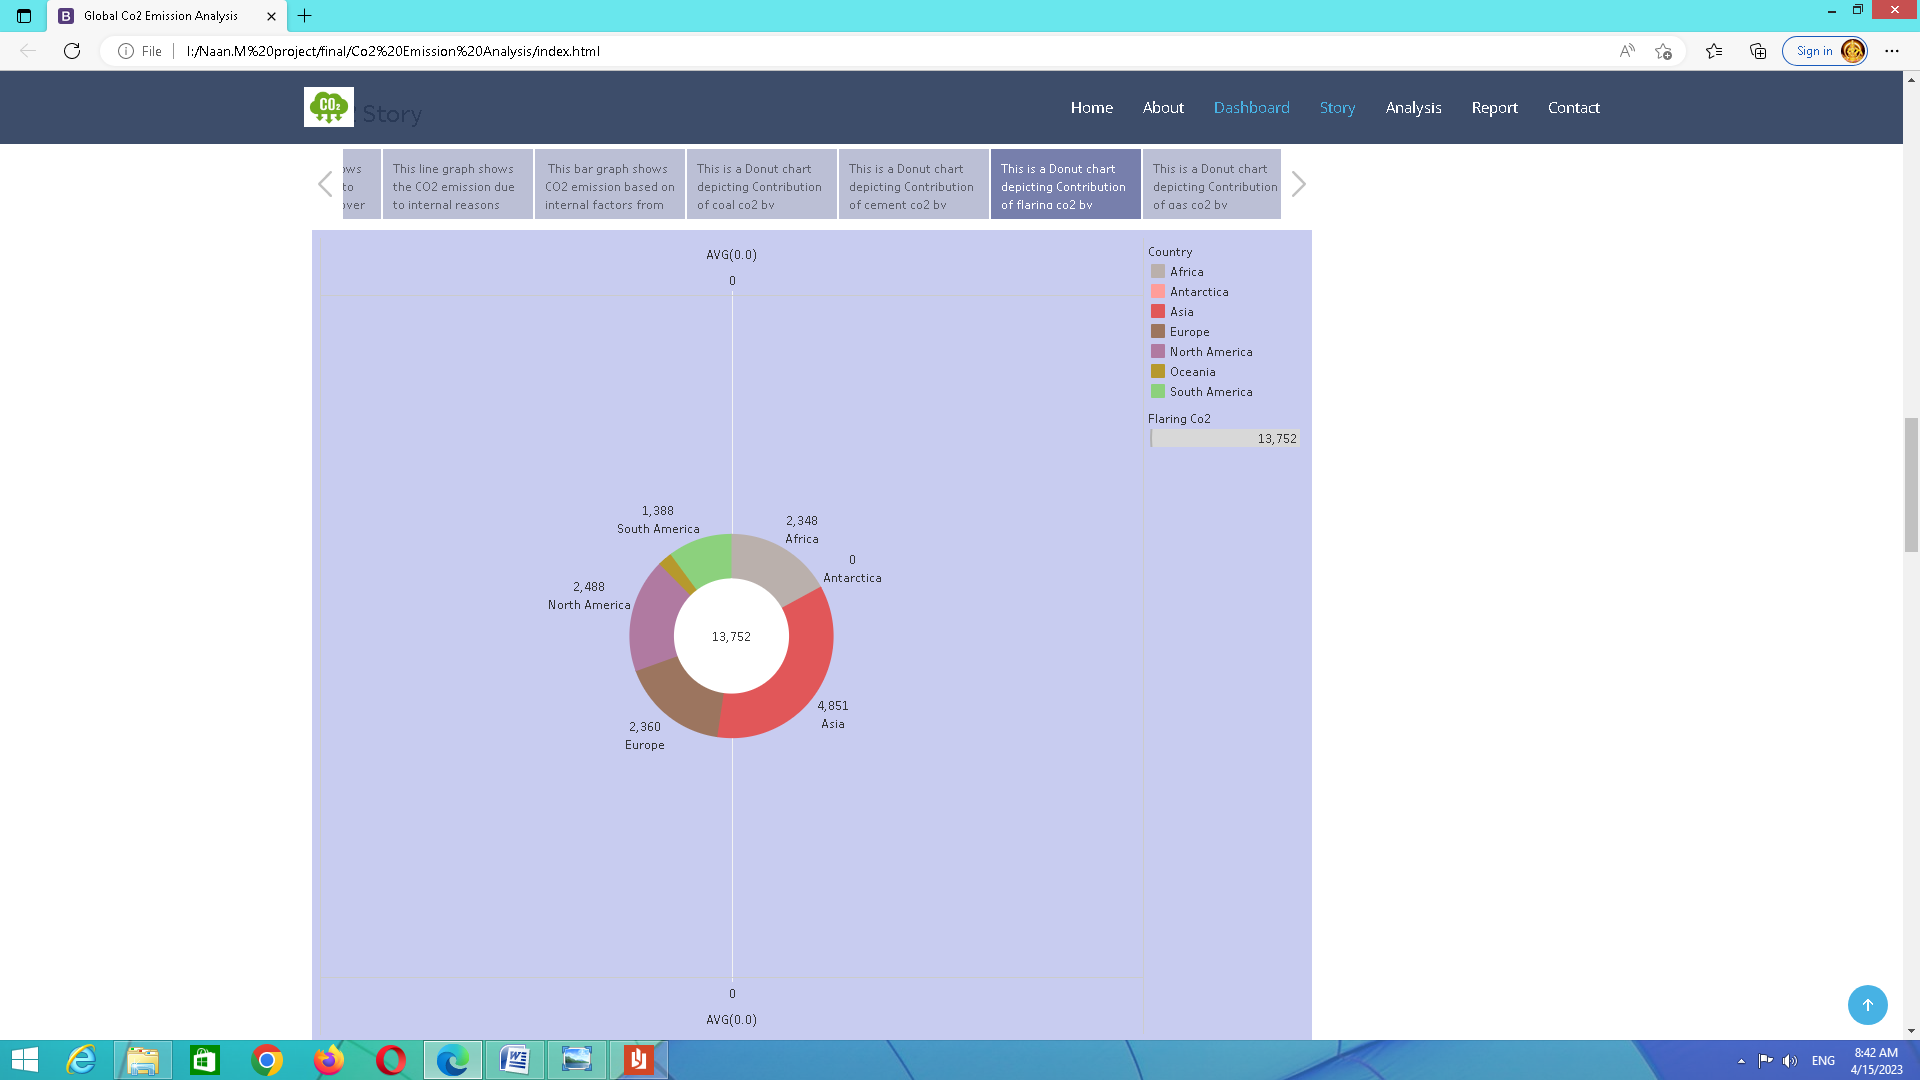 Global Co2 Emission Analysis
File
I:/Naan.M%20project/final/Co2%20Emission%20Analysis/index.html
Sign in
CO2
Story
Home
About
Dashboard
Story
Analysis
Report
Contact
ows
to
over
This line graph shows
the CO2 emission due
to internal reasons
This bar graph shows
CO2 emission based on
internal factors from
This is a Donut chart
depicting Contribution
of coal co2 by
This is a Donut chart
depicting Contribution
of cement co2 by
This is a Donut chart
depicting Contribution
of flaring co2 by
This is a Donut chart
depicting Contribution
of gas co2 by
AVG(0.0)
0
Country
Africa
Antarctica
Asia
Europe
North America
Oceania
South America
Flaring Co2
13,752
1,388
South America
2,348
Africa
0
Antarctica
2,488
North America
13,752
4,851
Asia
2,360
Europe
0
AVG(0.0)
ENG
8:42 AM
4/15/2023